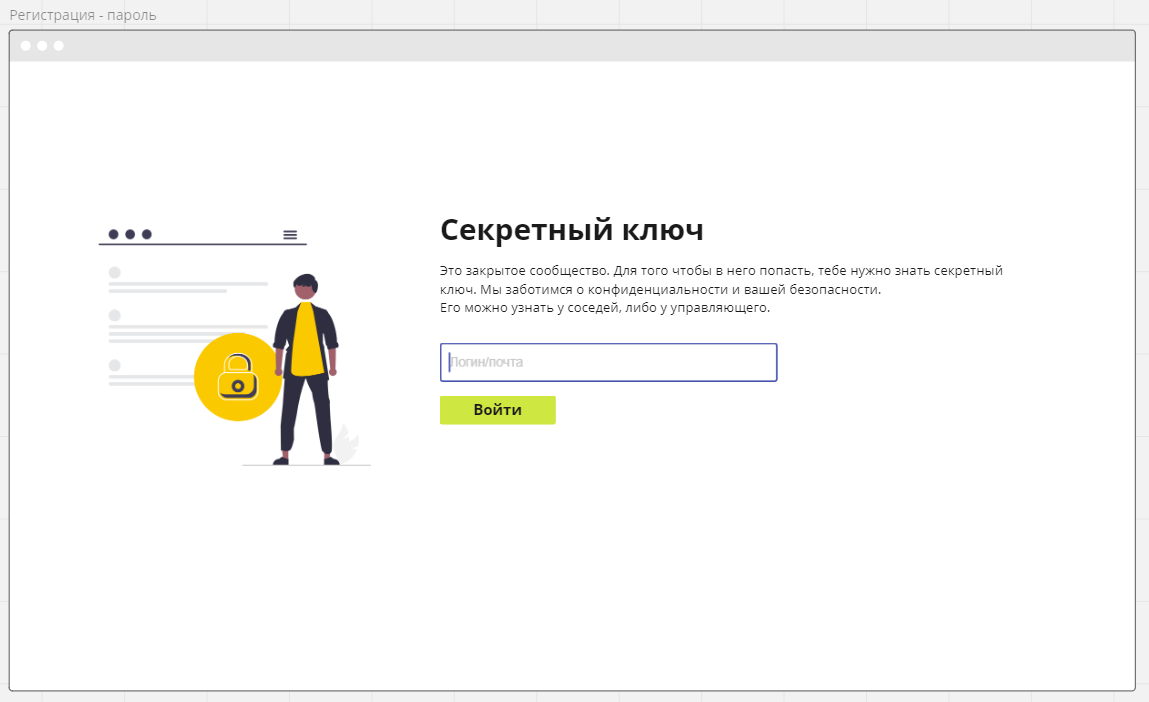 Регистрация - пароль
Секретный ключ
Это закрытое сообщество. Для того чтобы в него попасть, тебе нужно знать секретный
ключ. Мы заботимся о конфиденциальности и вашей безопасности.
Его можно узнать у соседей, либо у управляющего.
Логин/почта
Войти